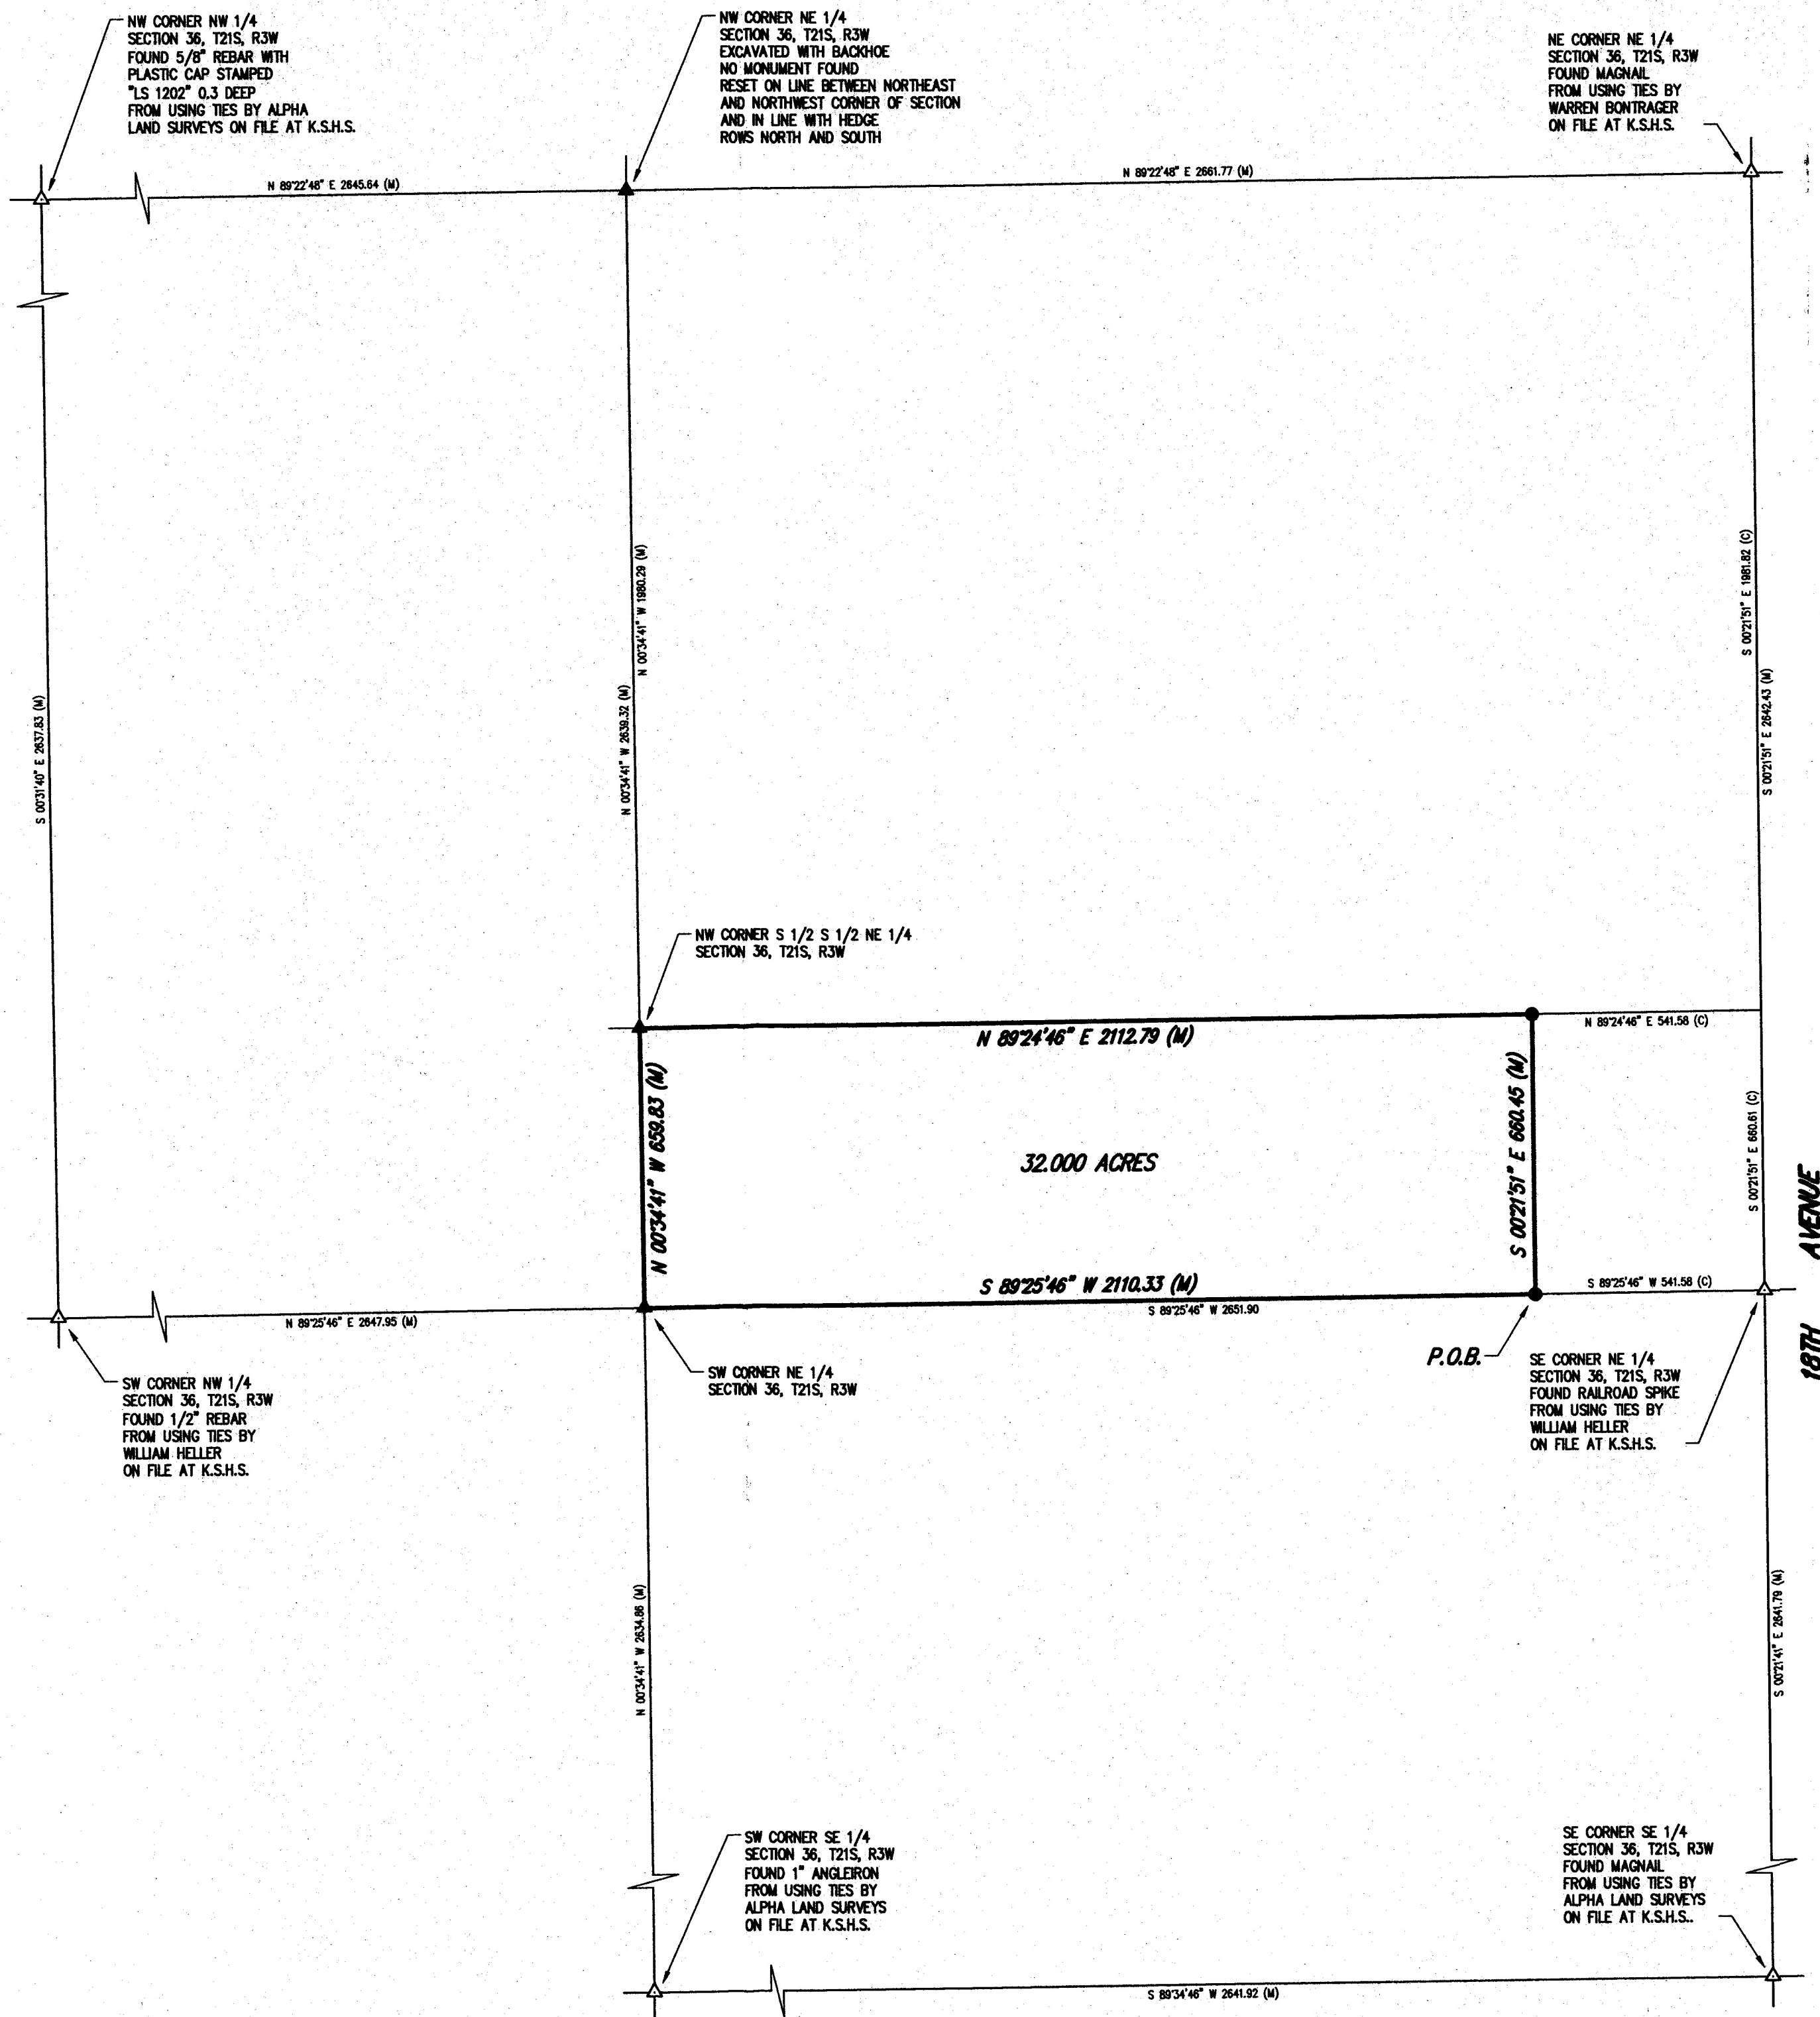 NW CORNER NW 1/4
SECTION 36, T21S, R3W
FOUND 5/8" REBAR WITH
PLASTIC CAP STAMPED
"LS 1202" 0.3 DEEP
FROM USING TIES BY ALPHA
LAND SURVEYS ON FILE AT K.S.H.S.
NW CORNER NE 1/4
SECTION 36, T21S, R3W
EXCAVATED WITH BACKHOE
NO MONUMENT FOUND
RESET ON LINE BETWEEN NORTHEAST
AND NORTHWEST CORNER OF SECTION
AND IN LINE WITH HEDGE
ROWS NORTH AND SOUTH
NE CORNER NE 1/4
SECTION 36, T21S, R3W
FOUND MAGNAIL
FROM USING TIES BY
WARREN BONTRAGER
ON FILE AT K.S.H.S.
N 89°22'48" E 2645.64 (M)
N 89°22'48" E 2661.77 (M)
S 00°31'40" E 2637.83 (M)
N 00°34'41" W 1980.29 (M)
N 00°34'41" W 2639.32 (M)
S 00°21'51" E 1981.82 (C)
S 00°21'51" E 2642.43 (M)
NW CORNER S 1/2 S 1/2 NE 1/4
SECTION 36, T21S, R3W
N 89°24'46" E 2112.79 (M)
N 89°24'46" E 541.58 (C)
N 00°34'41" W 659.83 (M)
32.000 ACRES
S 00°21'51" E 660.45 (M)
S 00°21'51" E 660.61 (C)
18TH AVENUE
S 89°25'46" W 2110.33 (M)
S 89°25'46" W 541.58 (C)
N 89°25'46" E 2647.95 (M)
S 89°25'46" W 2651.90
P.O.B.
SW CORNER NW 1/4
SECTION 36, T21S, R3W
FOUND 1/2" REBAR
FROM USING TIES BY
WILLIAM HELLER
ON FILE AT K.S.H.S.
SW CORNER NE 1/4
SECTION 36, T21S, R3W
SE CORNER NE 1/4
SECTION 36, T21S, R3W
FOUND RAILROAD SPIKE
FROM USING TIES BY
WILLIAM HELLER
ON FILE AT K.S.H.S.
N 00°34'41" W 2634.86 (M)
S 00°21'41" E 2641.79 (M)
SW CORNER SE 1/4
SECTION 36, T21S, R3W
FOUND 1" ANGLEIRON
FROM USING TIES BY
ALPHA LAND SURVEYS
ON FILE AT K.S.H.S.
SE CORNER SE 1/4
SECTION 36, T21S, R3W
FOUND MAGNAIL
FROM USING TIES BY
ALPHA LAND SURVEYS
ON FILE AT K.S.H.S..
S 89°34'46" W 2641.92 (M)